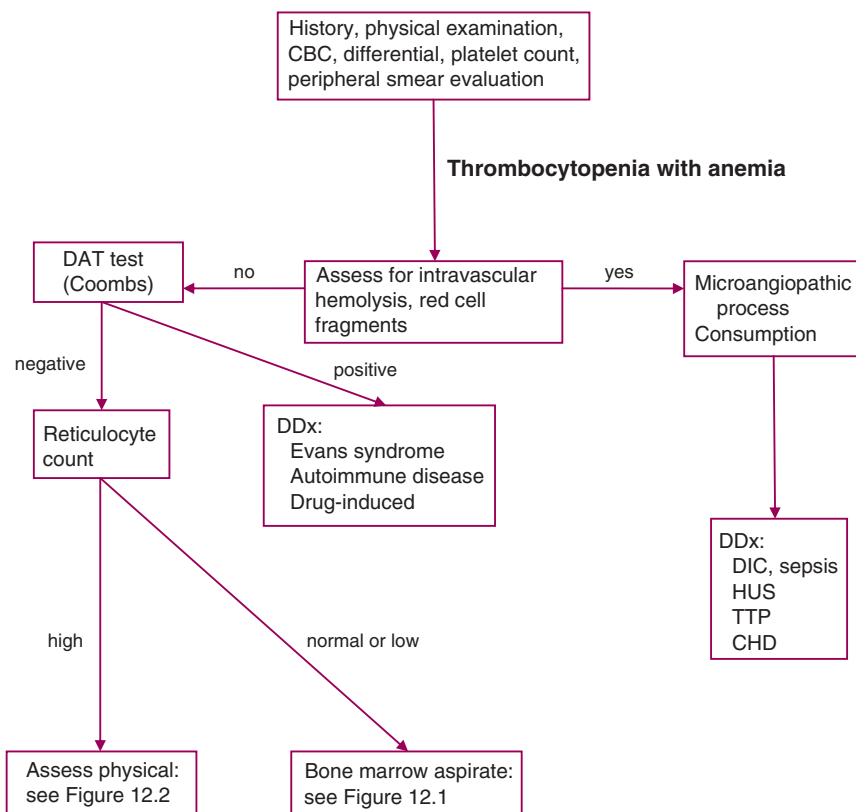 History, physical examination,
CBC, differential, platelet count,
peripheral smear evaluation
Thrombocytopenia with anemia
DAT test
(Coombs)
no
Assess for intravascular
hemolysis, red cell
fragments
yes
Microangiopathic
process
Consumption
negative
positive
Reticulocyte
count
DDx:
Evans syndrome
Autoimmune disease
Drug-induced
DDx:
DIC, sepsis
HUS
TTP
CHD
high
normal or low
Assess physical:
see Figure 12.2
Bone marrow aspirate:
see Figure 12.1